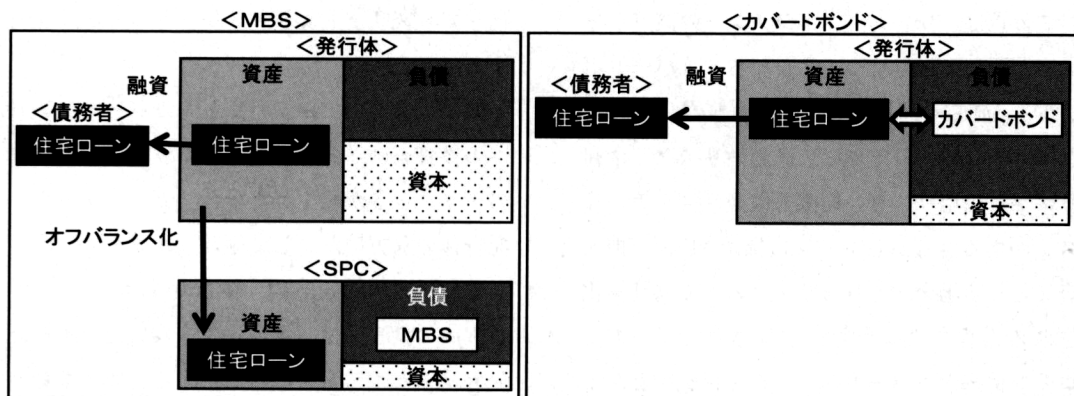 ＜MBS＞
＜発行体＞
資産
負債
融資
＜債務者＞
住宅ローン
住宅ローン
資本
オフバランス化
＜SPC＞
負債
資産
MBS
住宅ローン
資本
＜カバードボンド＞
＜発行体＞
資産
負債
融資
＜債務者＞
住宅ローン
住宅ローン
カバードボンド
資本